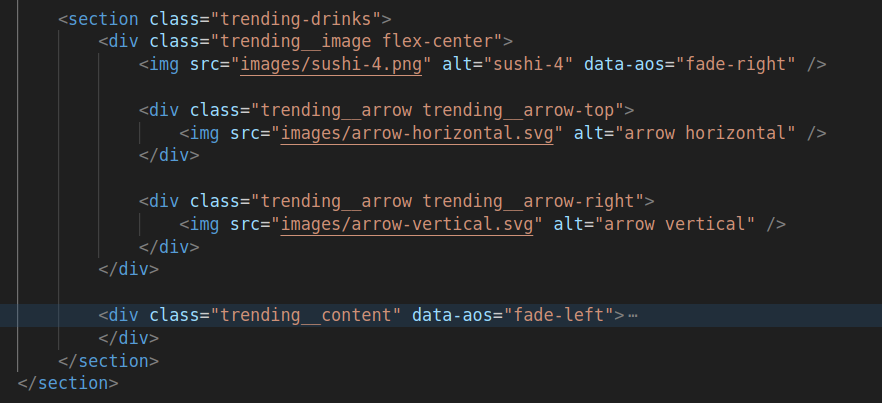 <section class="trending-drinks">
<div class="trending__image flex-center">
<img src="images/sushi-4.png" alt="sushi-4" data-aos="fade-right" />
<div class="trending__arrow trending__arrow-top">
<img src="images/arrow-horizontal.svg" alt="arrow horizontal" />
</div>
<div class="trending__arrow trending__arrow-right">
<img src="images/arrow-vertical.svg" alt="arrow vertical" />
</div>
</div>
<div class="trending__content" data-aos="fade-left">⋯
</div>
</section>
</section>